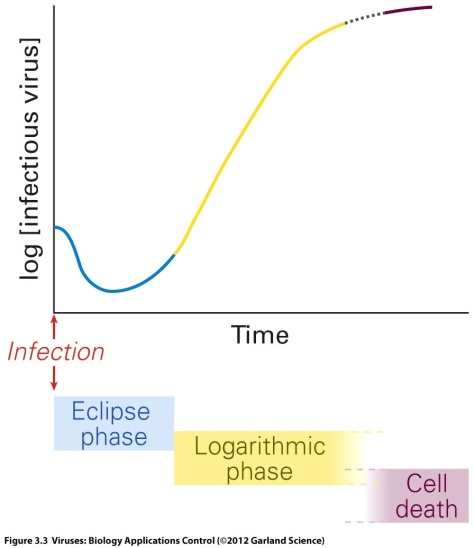 log [infectious virus]
Time
Infection
Eclipse
phase
Logarithmic
phase
Cell
death
Figure 3.3 Viruses: Biology Applications Control (©2012 Garland Science)